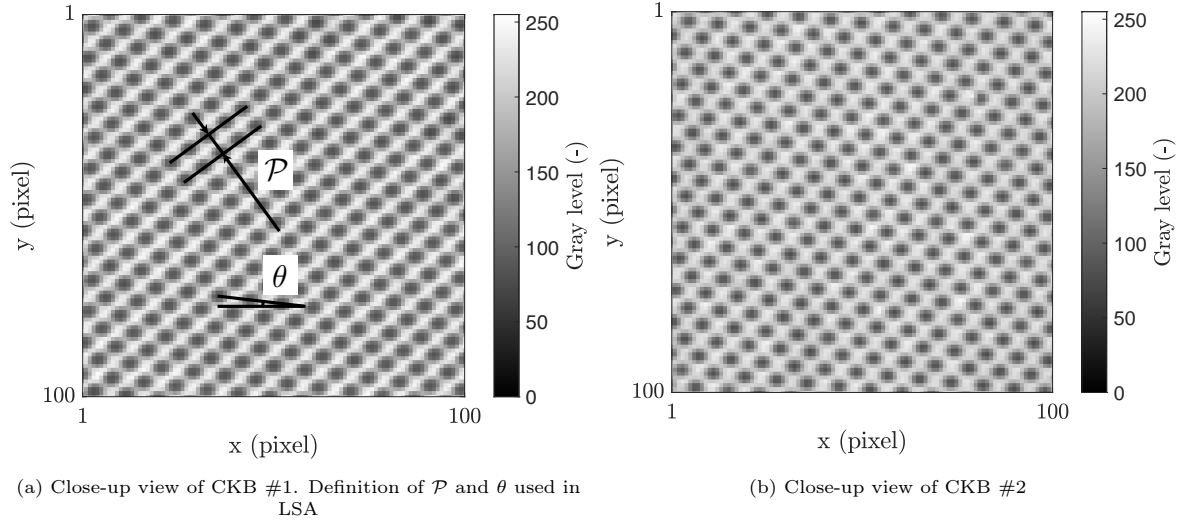 1
y (pixel)
100
1
100
x (pixel)
𝒫
θ
250
200
150
100
50
0
Gray level (-)
(a) Close-up view of CKB #1. Definition of 𝒫 and θ used in
LSA
1
y (pixel)
100
1
100
x (pixel)
250
200
150
100
50
0
Gray level (-)
(b) Close-up view of CKB #2